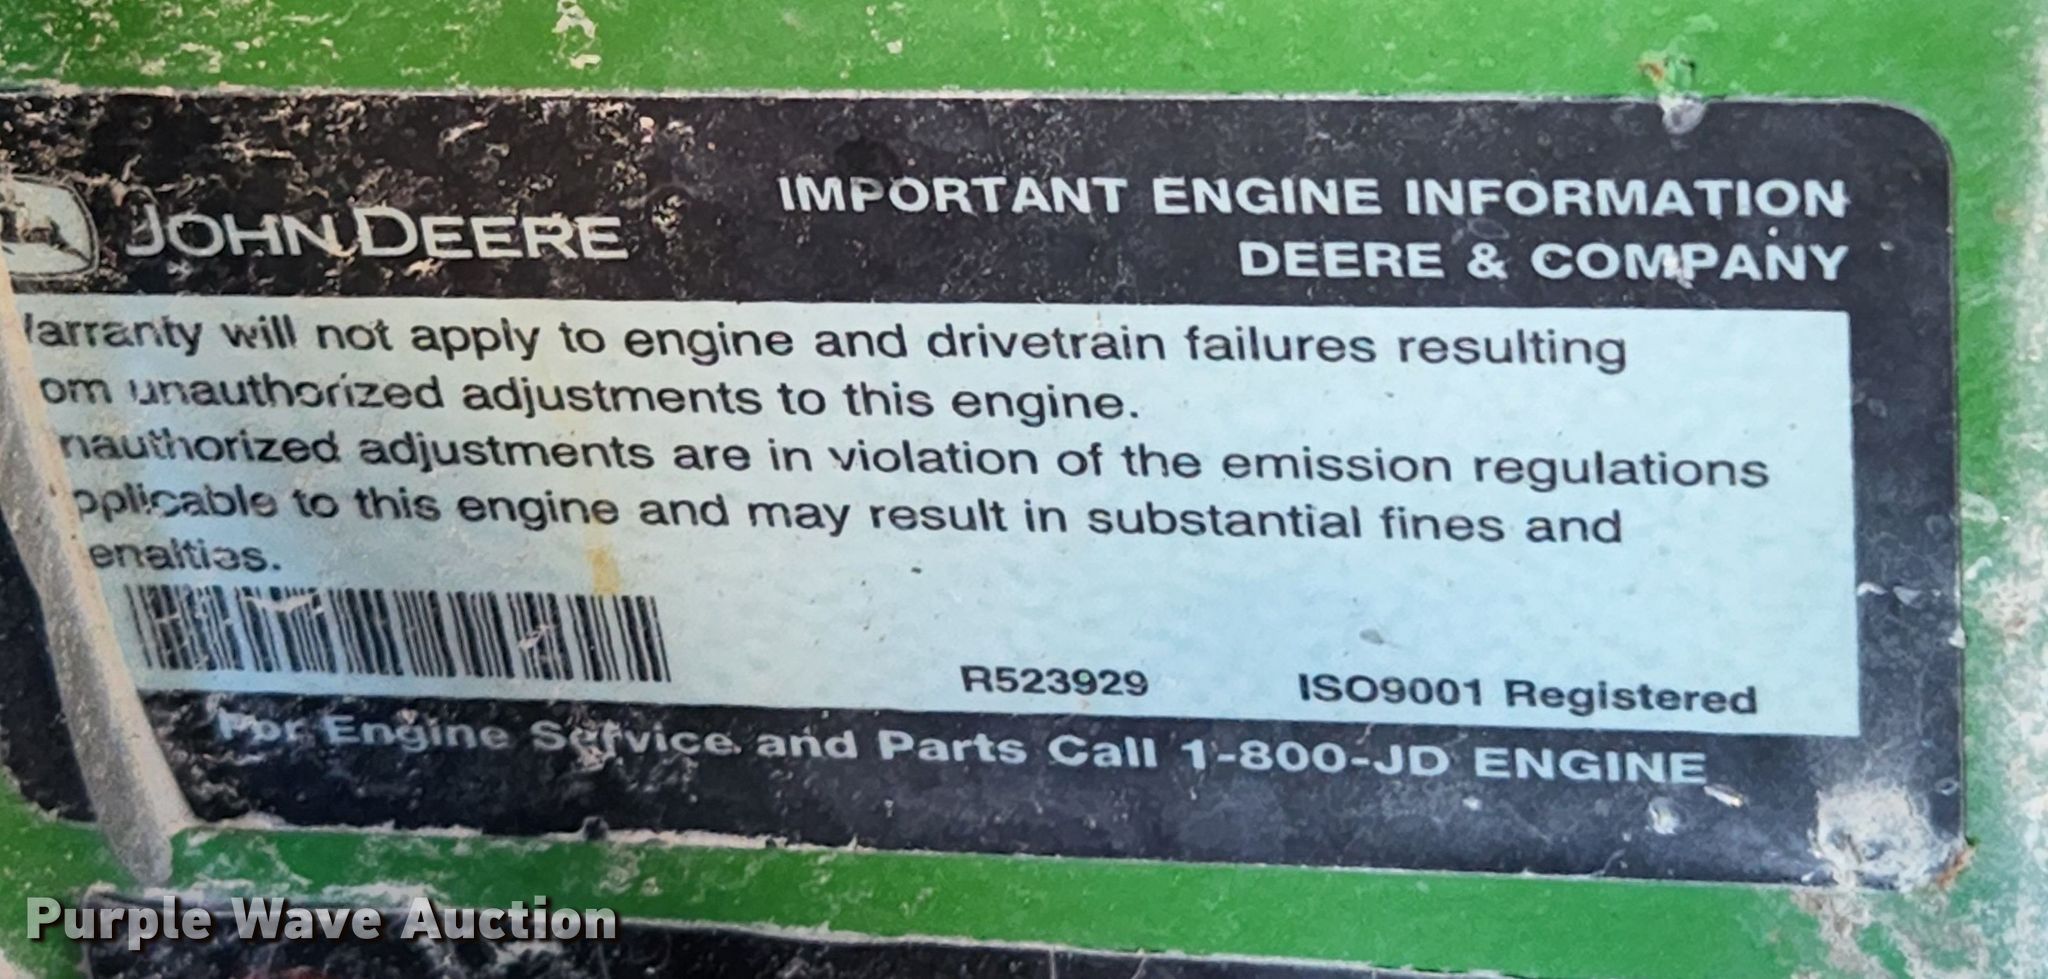 JOHN DEERE
IMPORTANT ENGINE INFORMATION
DEERE & COMPANY
arranty will not apply to engine and drivetrain failures resulting
om unauthorized adjustments to this engine.
nauthorized adjustments are in violation of the emission regulations
pplicable to this engine and may result in substantial fines and
enalties.
R523929 ISO9001 Registered
For Engine Service and Parts Call 1-800-JD ENGINE
Purple Wave Auction